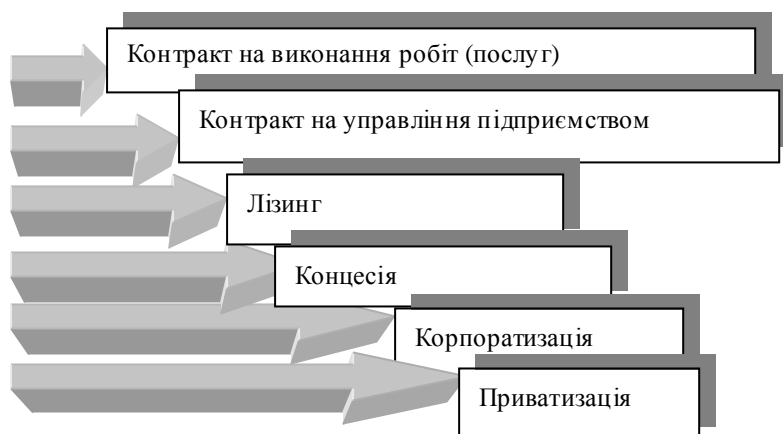 Контракт на виконання робіт (послуг)
Контракт на управління підприємством
Лізинг
Концесія
Корпоратизація
Приватизація